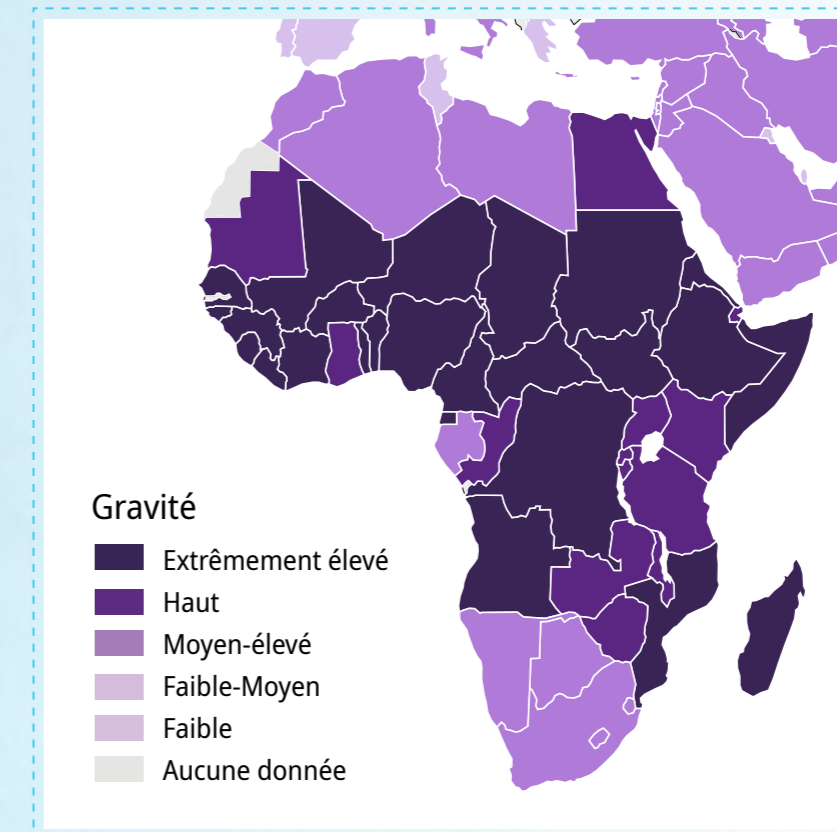 Gravité
Extrêmement élevé
Haut
Moyen-élevé
Faible-Moyen
Faible
Aucune donnée